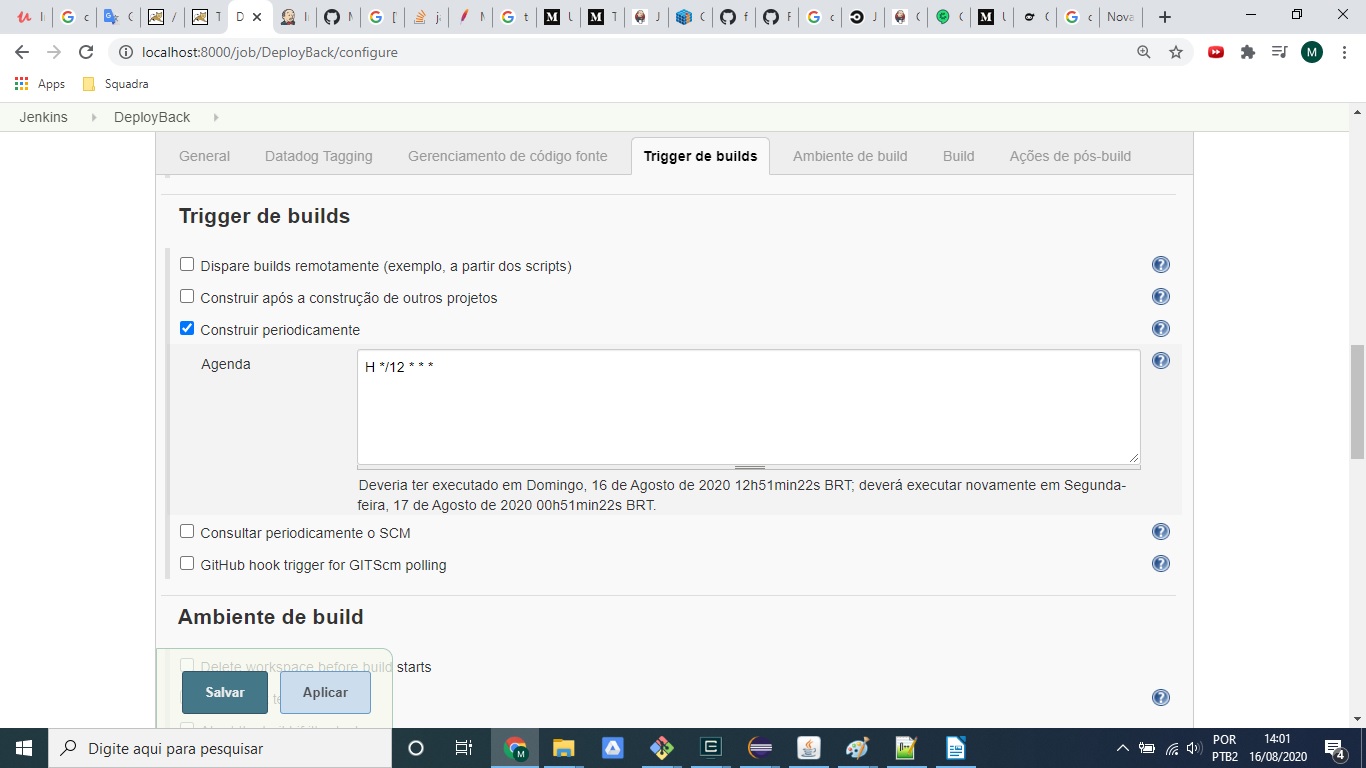 localhost:8000/job/DeployBack/configure
M
Apps
Squadra
Jenkins
DeployBack
General
Datadog Tagging
Gerenciamento de código fonte
Trigger de builds
Ambiente de build
Build
Ações de pós-build
Trigger de builds
Dispare builds remotamente (exemplo, a partir dos scripts)
Construir após a construção de outros projetos
Construir periodicamente
Agenda
H */12 * * *
Deveria ter executado em Domingo, 16 de Agosto de 2020 12h51min22s BRT; deverá executar novamente em Segunda-
feira, 17 de Agosto de 2020 00h51min22s BRT.
Consultar periodicamente o SCM
GitHub hook trigger for GITScm polling
Ambiente de build
Delete workspace before build starts
Salvar
Aplicar
Digite aqui para pesquisar
POR
PTB2
14:01
16/08/2020
4